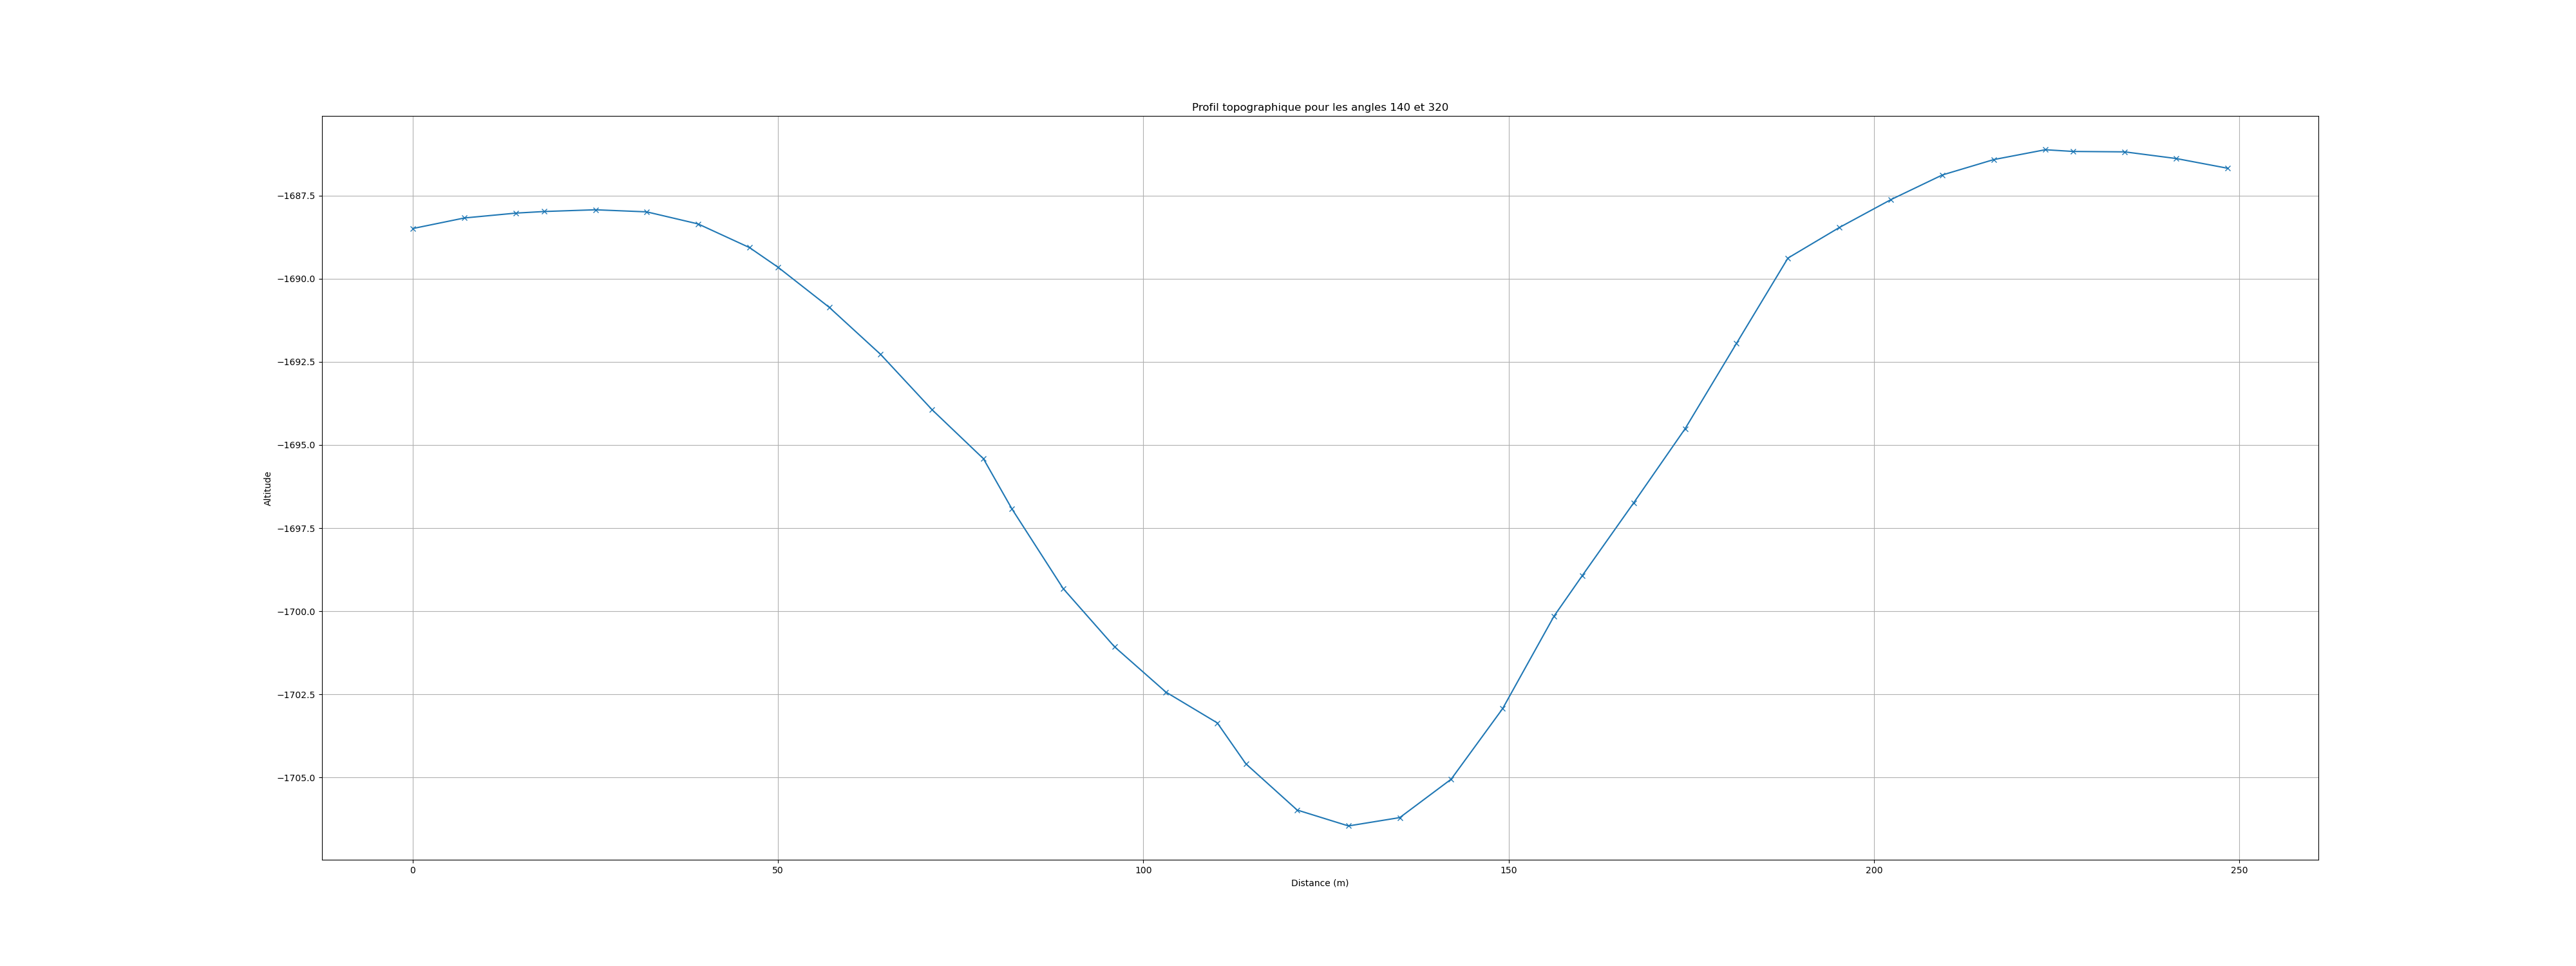 Profil topographique pour les angles 140 et 320
−1687.5
−1690.0
−1692.5
−1695.0
Altitude
−1697.5
−1700.0
−1702.5
−1705.0
0 50 100 150 200 250
Distance (m)